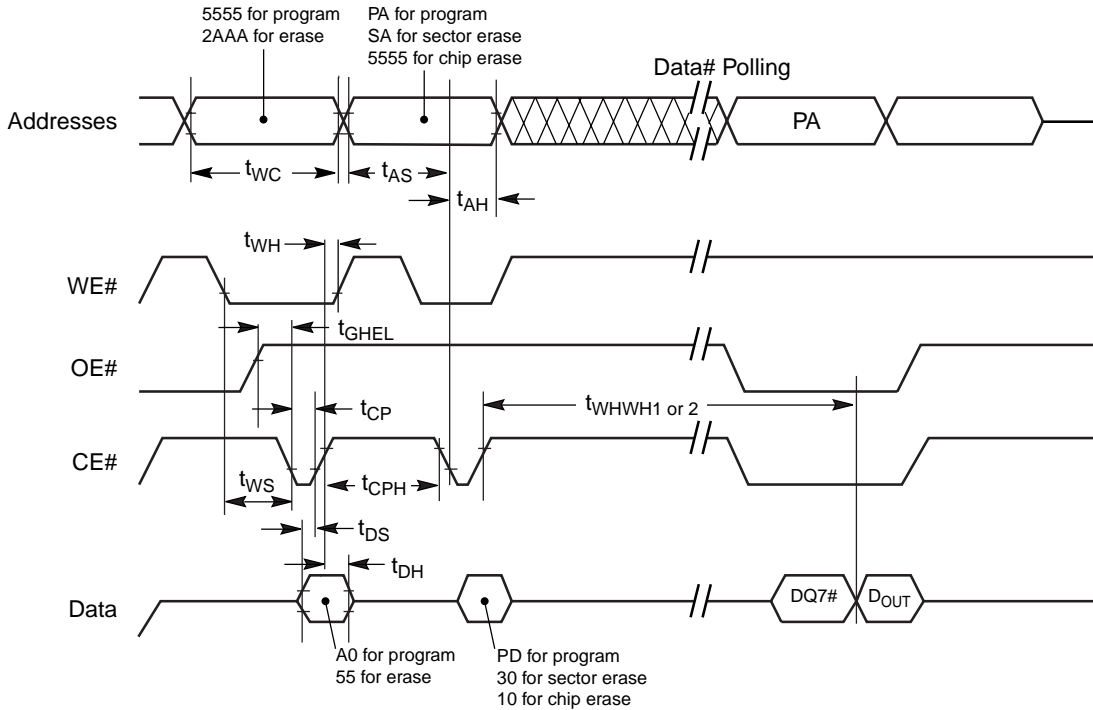 5555 for program
2AAA for erase
PA for program
SA for sector erase
5555 for chip erase
Data# Polling
Addresses
PA
tWC
tAS
tAH
tWH
WE#
tGHEL
OE#
tWHWH1 or 2
tCP
CE#
tWS
tCPH
tDS
tDH
Data
DQ7#
DOUT
A0 for program
55 for erase
PD for program
30 for sector erase
10 for chip erase